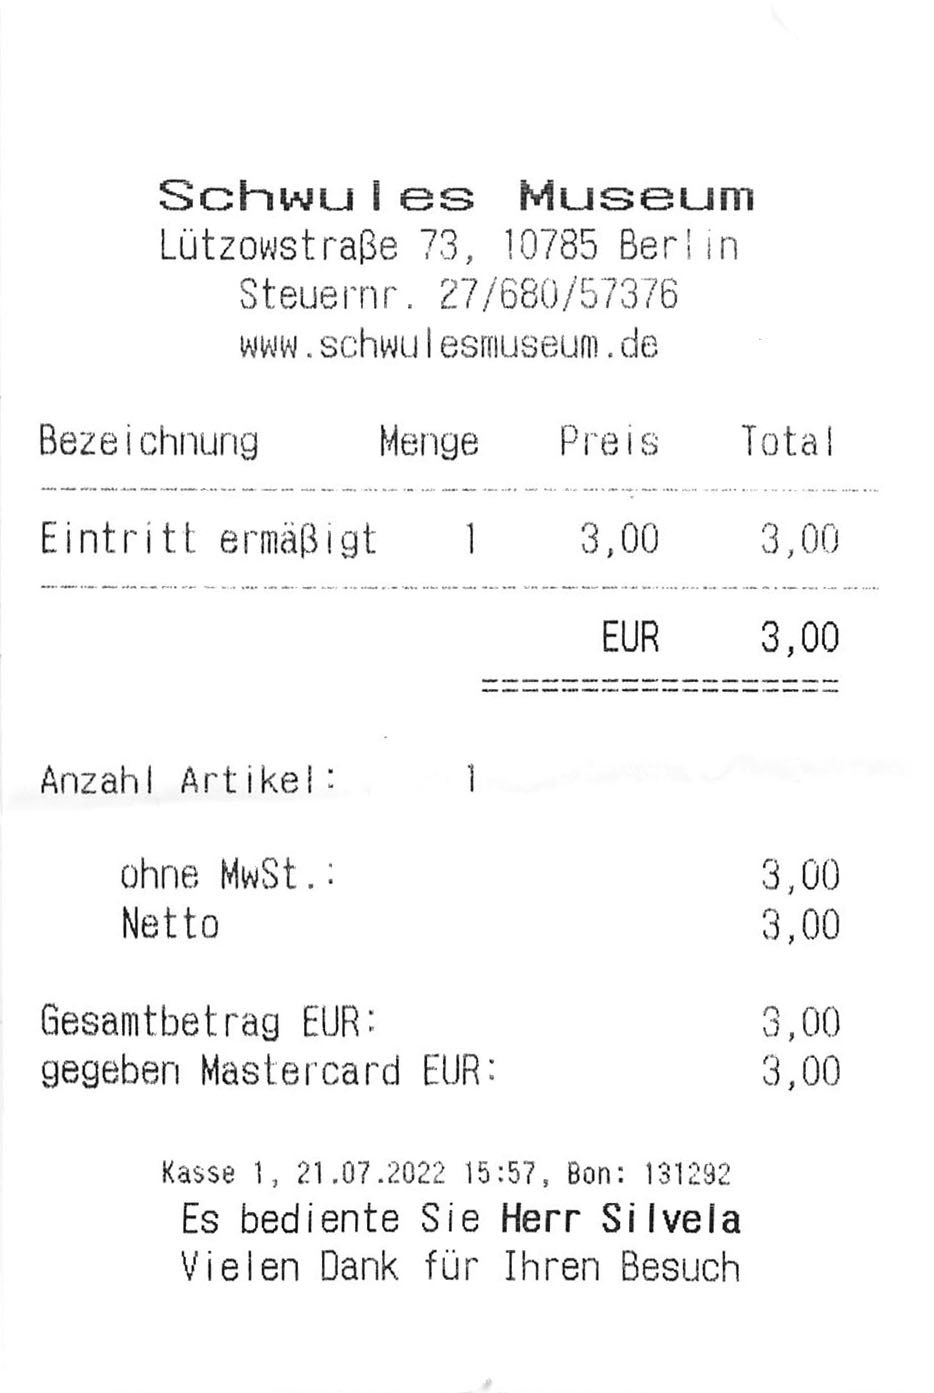 Schwules Museum
Lützowstraße 73, 10785 Berlin
Steuernr. 27/680/57376
www.schwulesmuseum.de
Bezeichnung Menge Preis Total
Eintritt ermäßigt 1 3,00 3,00
EUR 3,00
==================
Anzahl Artikel: 1
ohne MwSt.: 3,00
Netto 3,00
Gesamtbetrag EUR: 3,00
gegeben Mastercard EUR: 3,00
Kasse 1, 21.07.2022 15:57, Bon: 131292
Es bediente Sie Herr Silvela
Vielen Dank für Ihren Besuch